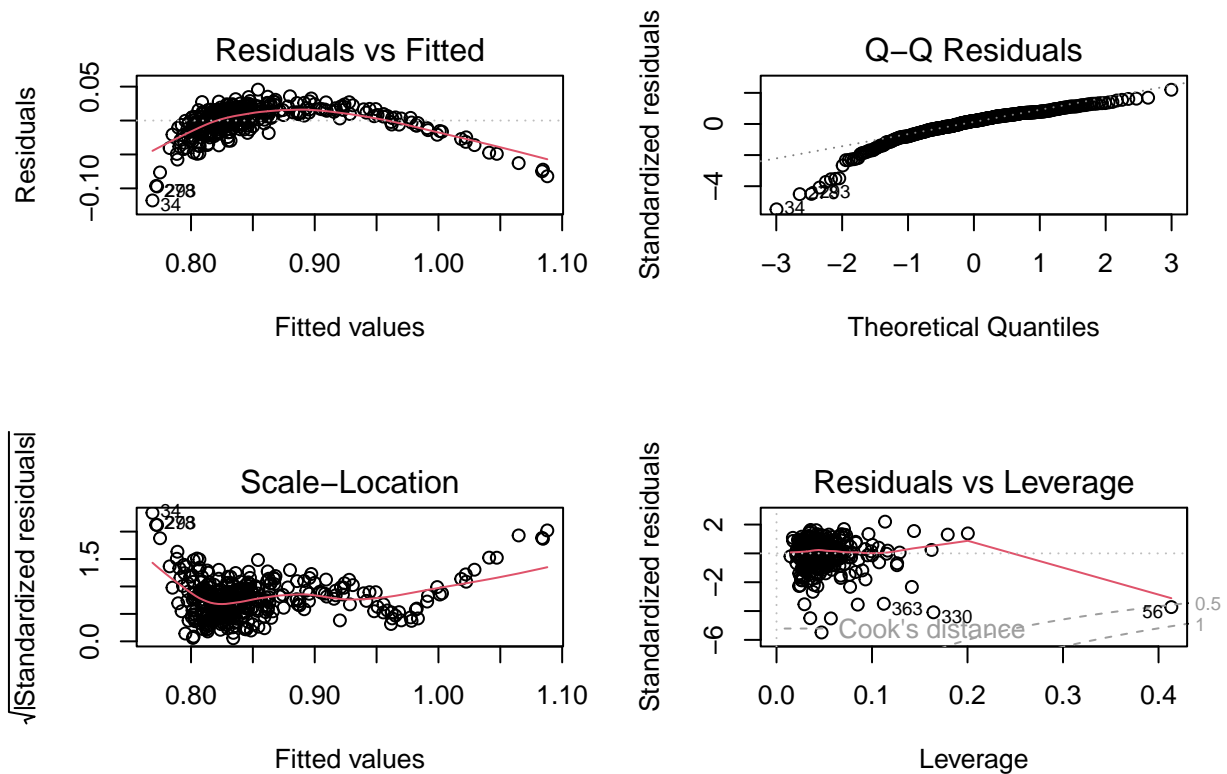 Residuals vs Fitted
Residuals
0.05
−0.10
298
34
0.80 0.90 1.00 1.10
Fitted values
Q−Q Residuals
Standardized residuals
0
−4
34
−3 −2 −1 0 1 2 3
Theoretical Quantiles
Scale−Location
√|Standardized residuals|
1.5
0.0
34
0.80 0.90 1.00 1.10
Fitted values
Residuals vs Leverage
Standardized residuals
2
−2
−6
363
330
56
Cook's distance
0.5
1
0.0 0.1 0.2 0.3 0.4
Leverage